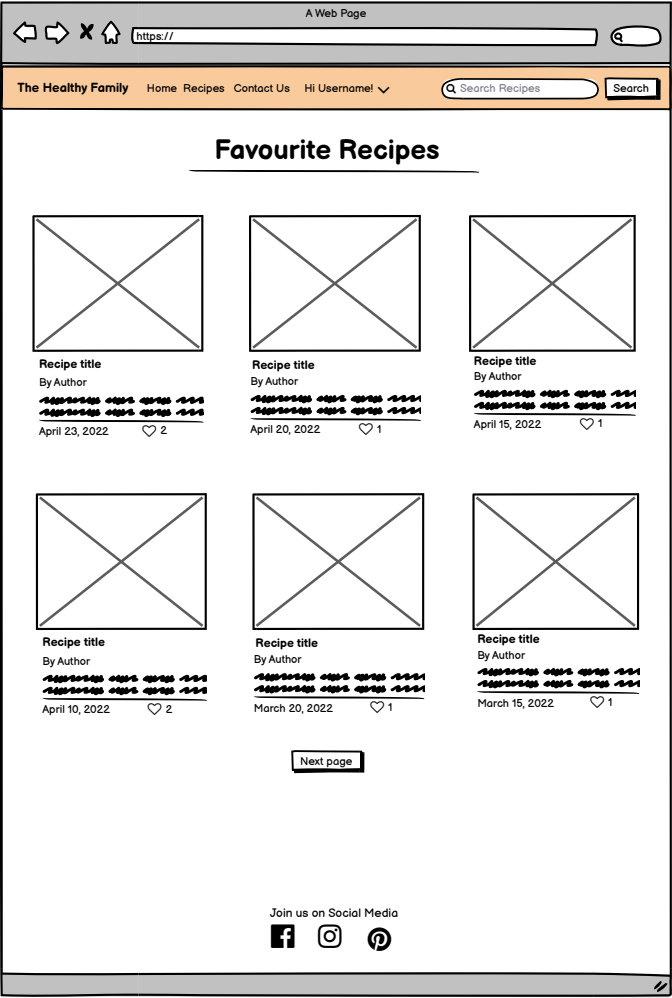 A Web Page
https://
The Healthy Family Home Recipes Contact Us Hi Username! Search Recipes Search
Favourite Recipes
Recipe title Recipe title Recipe title
By Author By Author By Author
April 23, 2022 2 April 20, 2022 1 April 15, 2022 1
Recipe title Recipe title Recipe title
By Author By Author By Author
April 10, 2022 2 March 20, 2022 1 March 15, 2022 1
Next page
Join us on Social Media